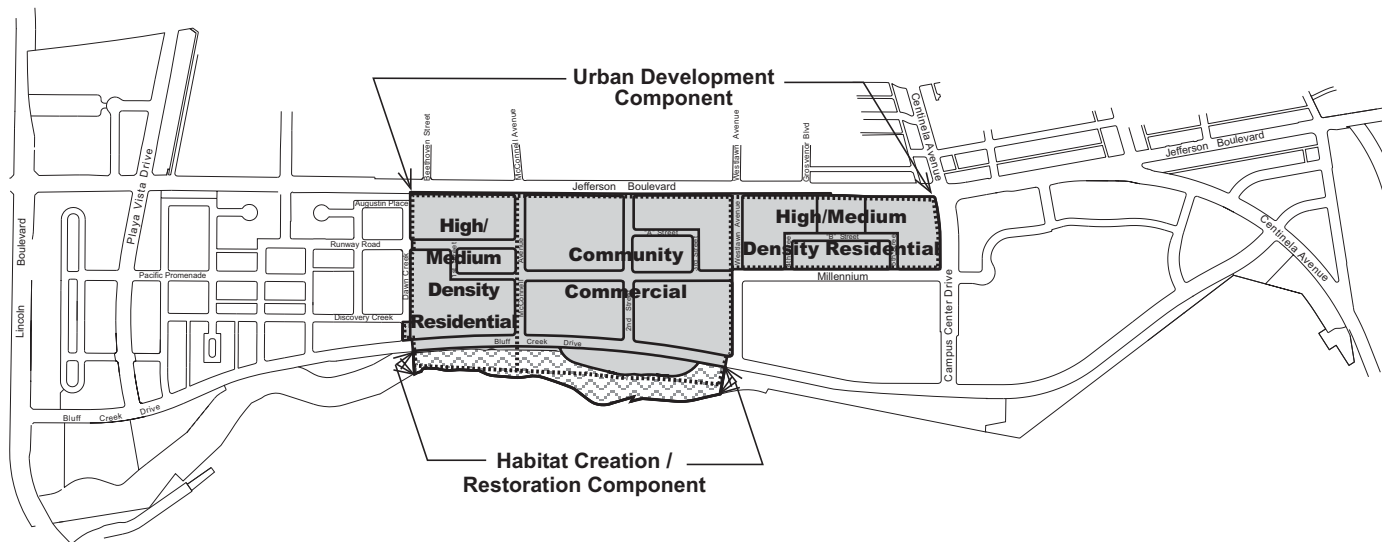 Urban Development
Component
Beethoven Street
McConnell Avenue
Westlawn Avenue
Grosvenor Blvd
Centinela Avenue
Jefferson Boulevard
Playa Vista Drive
Jefferson Boulevard
Augustin Place
High/
Medium
Density
Residential
Community
Commercial
High/Medium
Density Residential
Westlawn Avenue
"A" Street
"B" Street
Runway Road
Pacific Promenade
Dawn Creek
McConnell Avenue
2nd Street
Millennium
Discovery Creek
Lincoln Boulevard
Bluff Creek Drive
Campus Center Drive
Centinela Avenue
Bluff Creek Drive
Habitat Creation /
Restoration Component